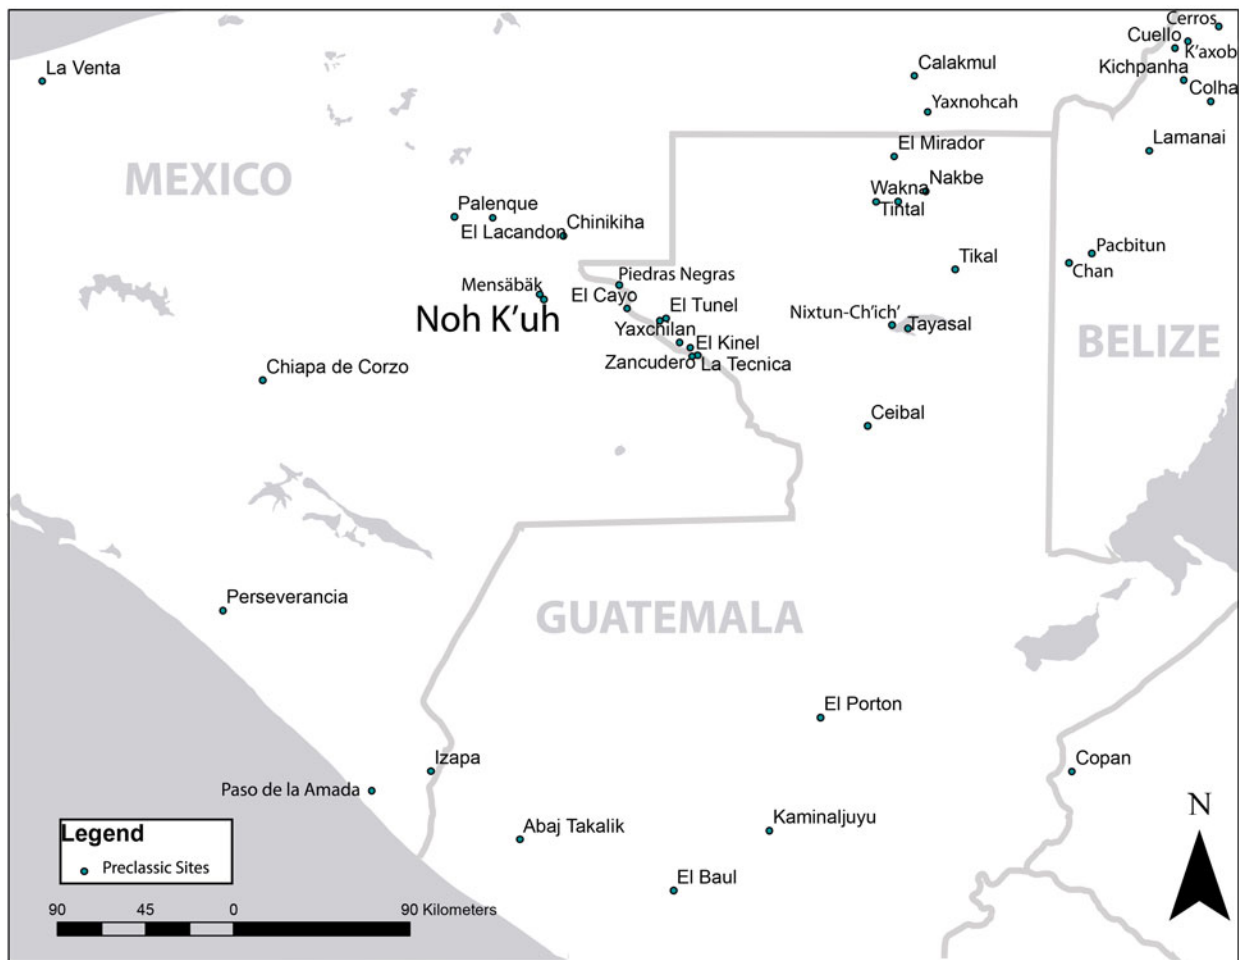 Cerros
Cuello
K'axob
La Venta
Calakmul
Kichpanha
Colha
Yaxnohcah
Lamanai
El Mirador
MEXICO
Nakbe
Wakna
Tintal
Palenque
El Lacandon
Chinikiha
Pacbitun
Tikal
Chan
Piedras Negras
Mensäbäk
El Cayo
Noh K'uh
El Tunel
Nixtun-Ch'ich'
Tayasal
Yaxchilan
El Kinel
BELIZE
Zancudero
La Tecnica
Chiapa de Corzo
Ceibal
Perseverancia
GUATEMALA
El Porton
Izapa
Copan
Paso de la Amada
N
Abaj Takalik
Kaminaljuyu
Legend
Preclassic Sites
El Baul
90 45 0 90 Kilometers